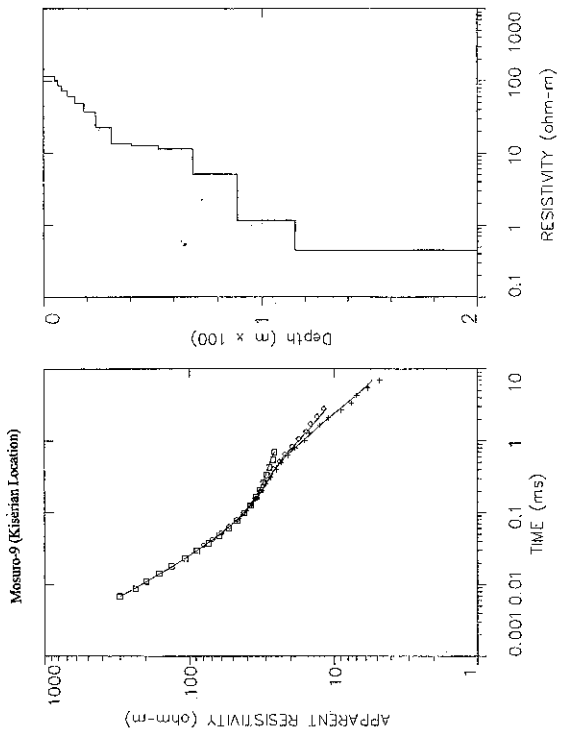 Mosuro-9 (Kiserian Location)
APPARENT RESISTIVITY (ohm-m)
1000
100
10
1
0.001 0.01 0.1 1 10
TIME (ms)
Depth (m x 100)
0
1
2
0.1 1 10 100 1000
RESISTIVITY (ohm-m)